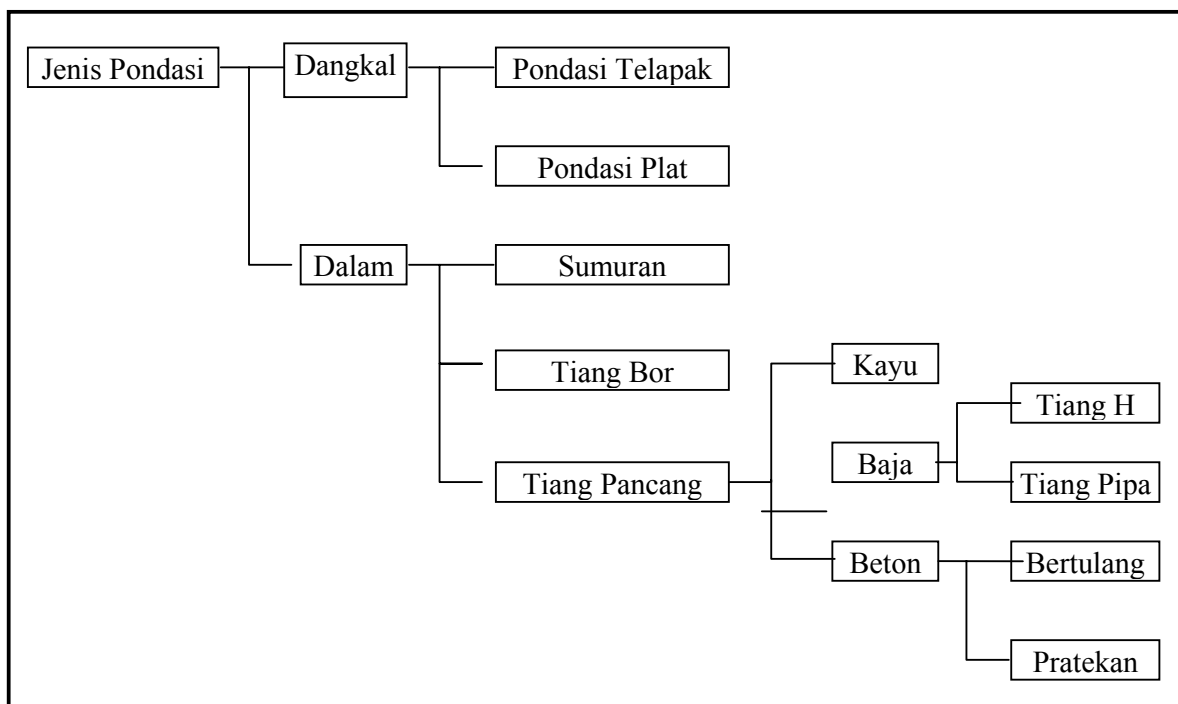 Jenis Pondasi
Dangkal
Pondasi Telapak
Pondasi Plat
Dalam
Sumuran
Tiang Bor
Tiang Pancang
Kayu
Baja
Tiang H
Tiang Pipa
Beton
Bertulang
Pratekan